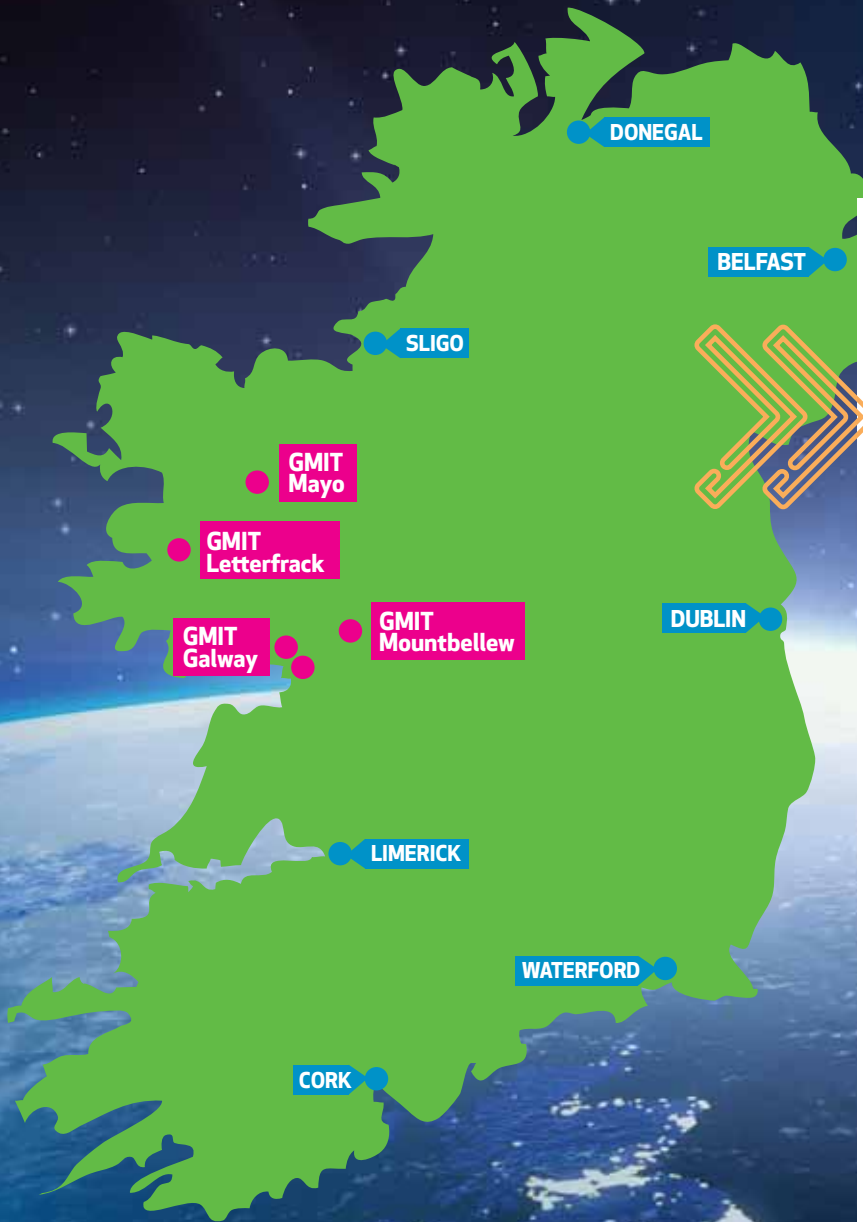 DONEGAL
BELFAST
SLIGO
GMIT
Mayo
GMIT
Letterfrack
GMIT
Mountbellew
GMIT
Galway
DUBLIN
LIMERICK
WATERFORD
CORK